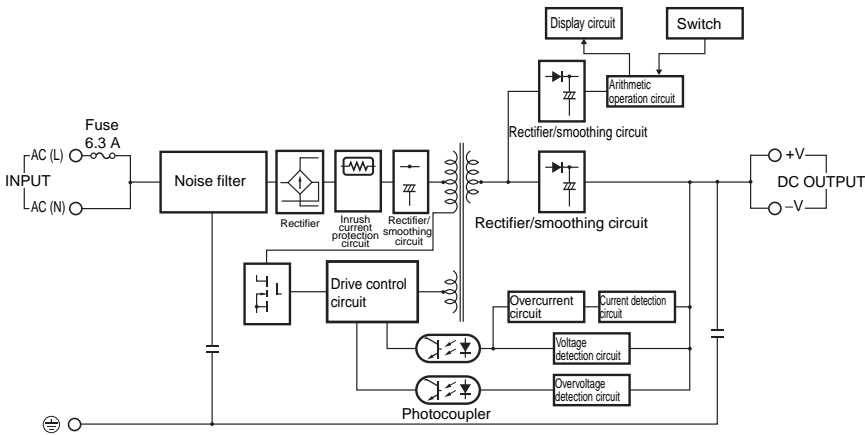 Display circuit
Switch
Arithmetic
operation circuit
Rectifier/smoothing circuit
Fuse
6.3 A
AC (L)
INPUT
AC (N)
Noise filter
Rectifier
Inrush
current
protection
circuit
Rectifier/
smoothing
circuit
Rectifier/smoothing circuit
+V
DC OUTPUT
−V
Drive control
circuit
Overcurrent
circuit
Current detection
circuit
Voltage
detection circuit
Overvoltage
detection circuit
Photocoupler